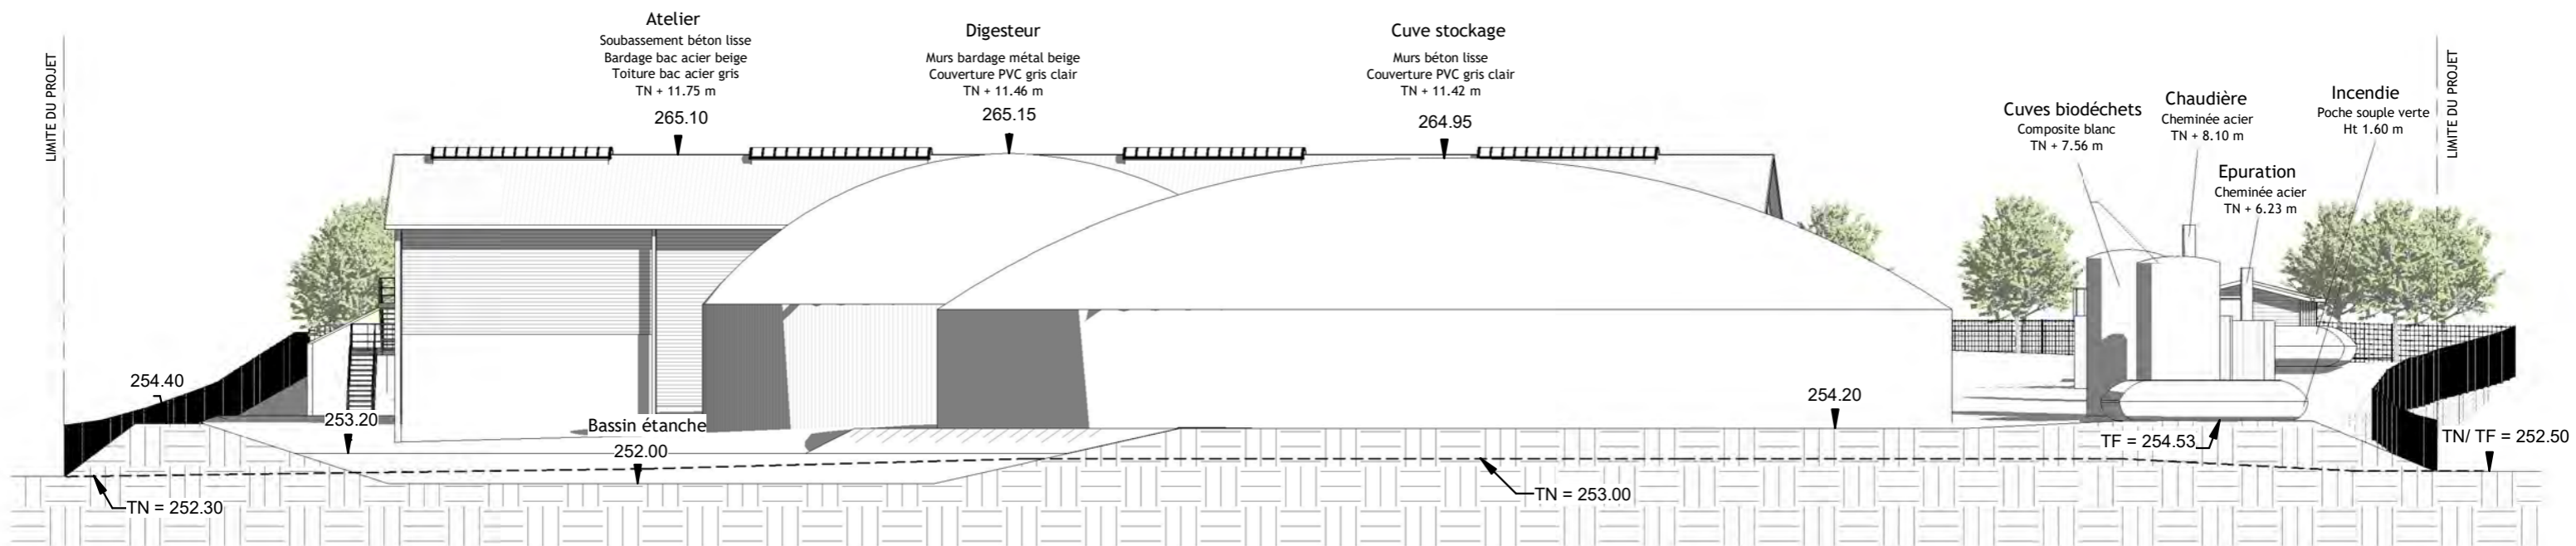 LIMITE DU PROJET
Atelier
Soubassement béton lisse
Bardage bac acier beige
Toiture bac acier gris
TN + 11.75 m
265.10
Digesteur
Murs bardage métal beige
Couverture PVC gris clair
TN + 11.46 m
265.15
Cuve stockage
Murs béton lisse
Couverture PVC gris clair
TN + 11.42 m
264.95
Cuves biodéchets
Composite blanc
TN + 7.56 m
Chaudière
Cheminée acier
TN + 8.10 m
Epuration
Cheminée acier
TN + 6.23 m
Incendie
Poche souple verte
Ht 1.60 m
LIMITE DU PROJET
254.40
253.20
Bassin étanche
252.00
254.20
TF = 254.53
TN/ TF = 252.50
TN = 252.30
TN = 253.00